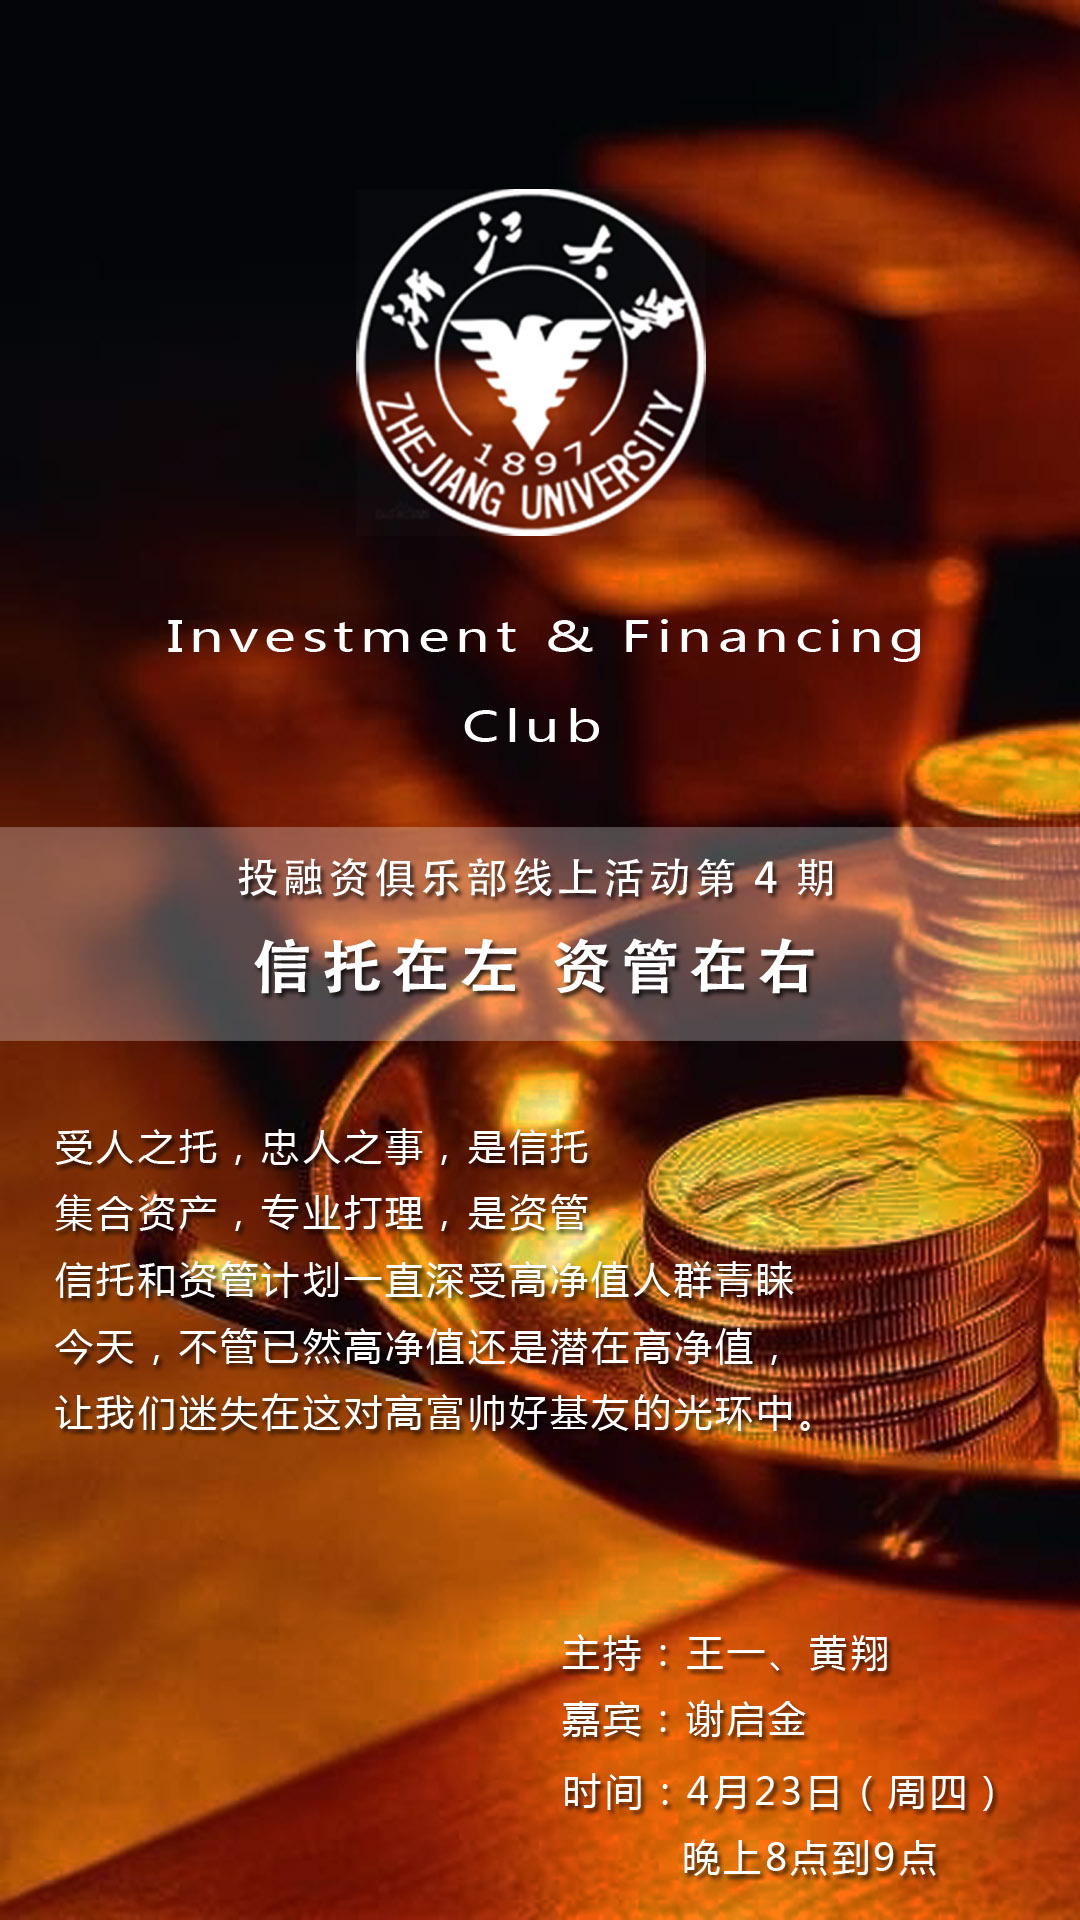 浙江大學
ZHEJIANG UNIVERSITY
1897
Investment & Financing
Club
投融资俱乐部线上活动第 4 期
信托在左 资管在右
受人之托，忠人之事，是信托
集合资产，专业打理，是资管
信托和资管计划一直深受高净值人群青睐
今天，不管已然高净值还是潜在高净值，
让我们迷失在这对高富帅好基友的光环中。
主持：王一、黄翔
嘉宾：谢启金
时间：4月23日（周四）
晚上8点到9点